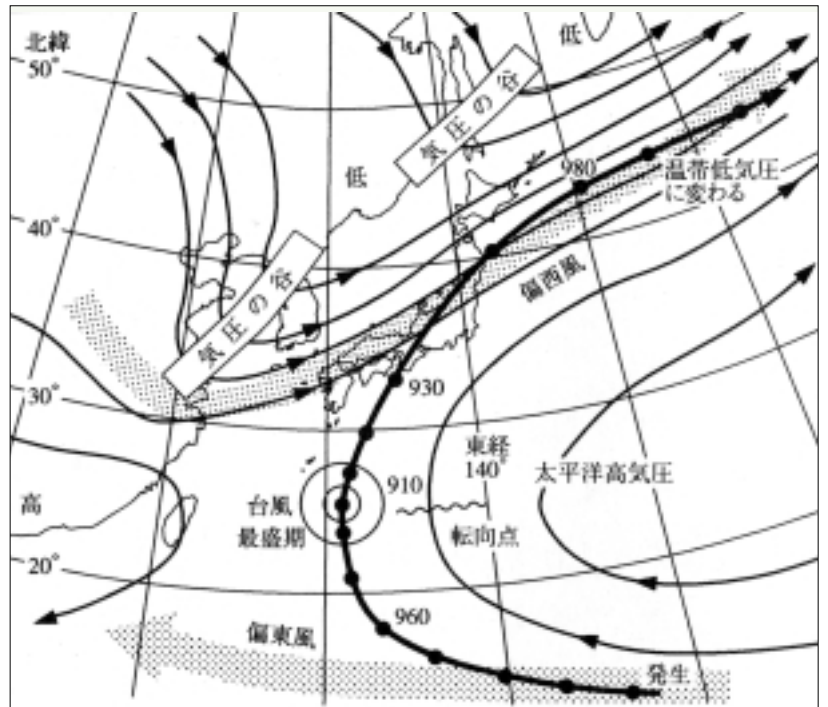 北緯
50°
低
気圧の谷
低
980
温帯低気圧
に変わる
40°
偏西風
気圧の谷
30°
930
東経
140°
太平洋高気圧
高
台風
最盛期
910
転向点
20°
960
偏東風
発生